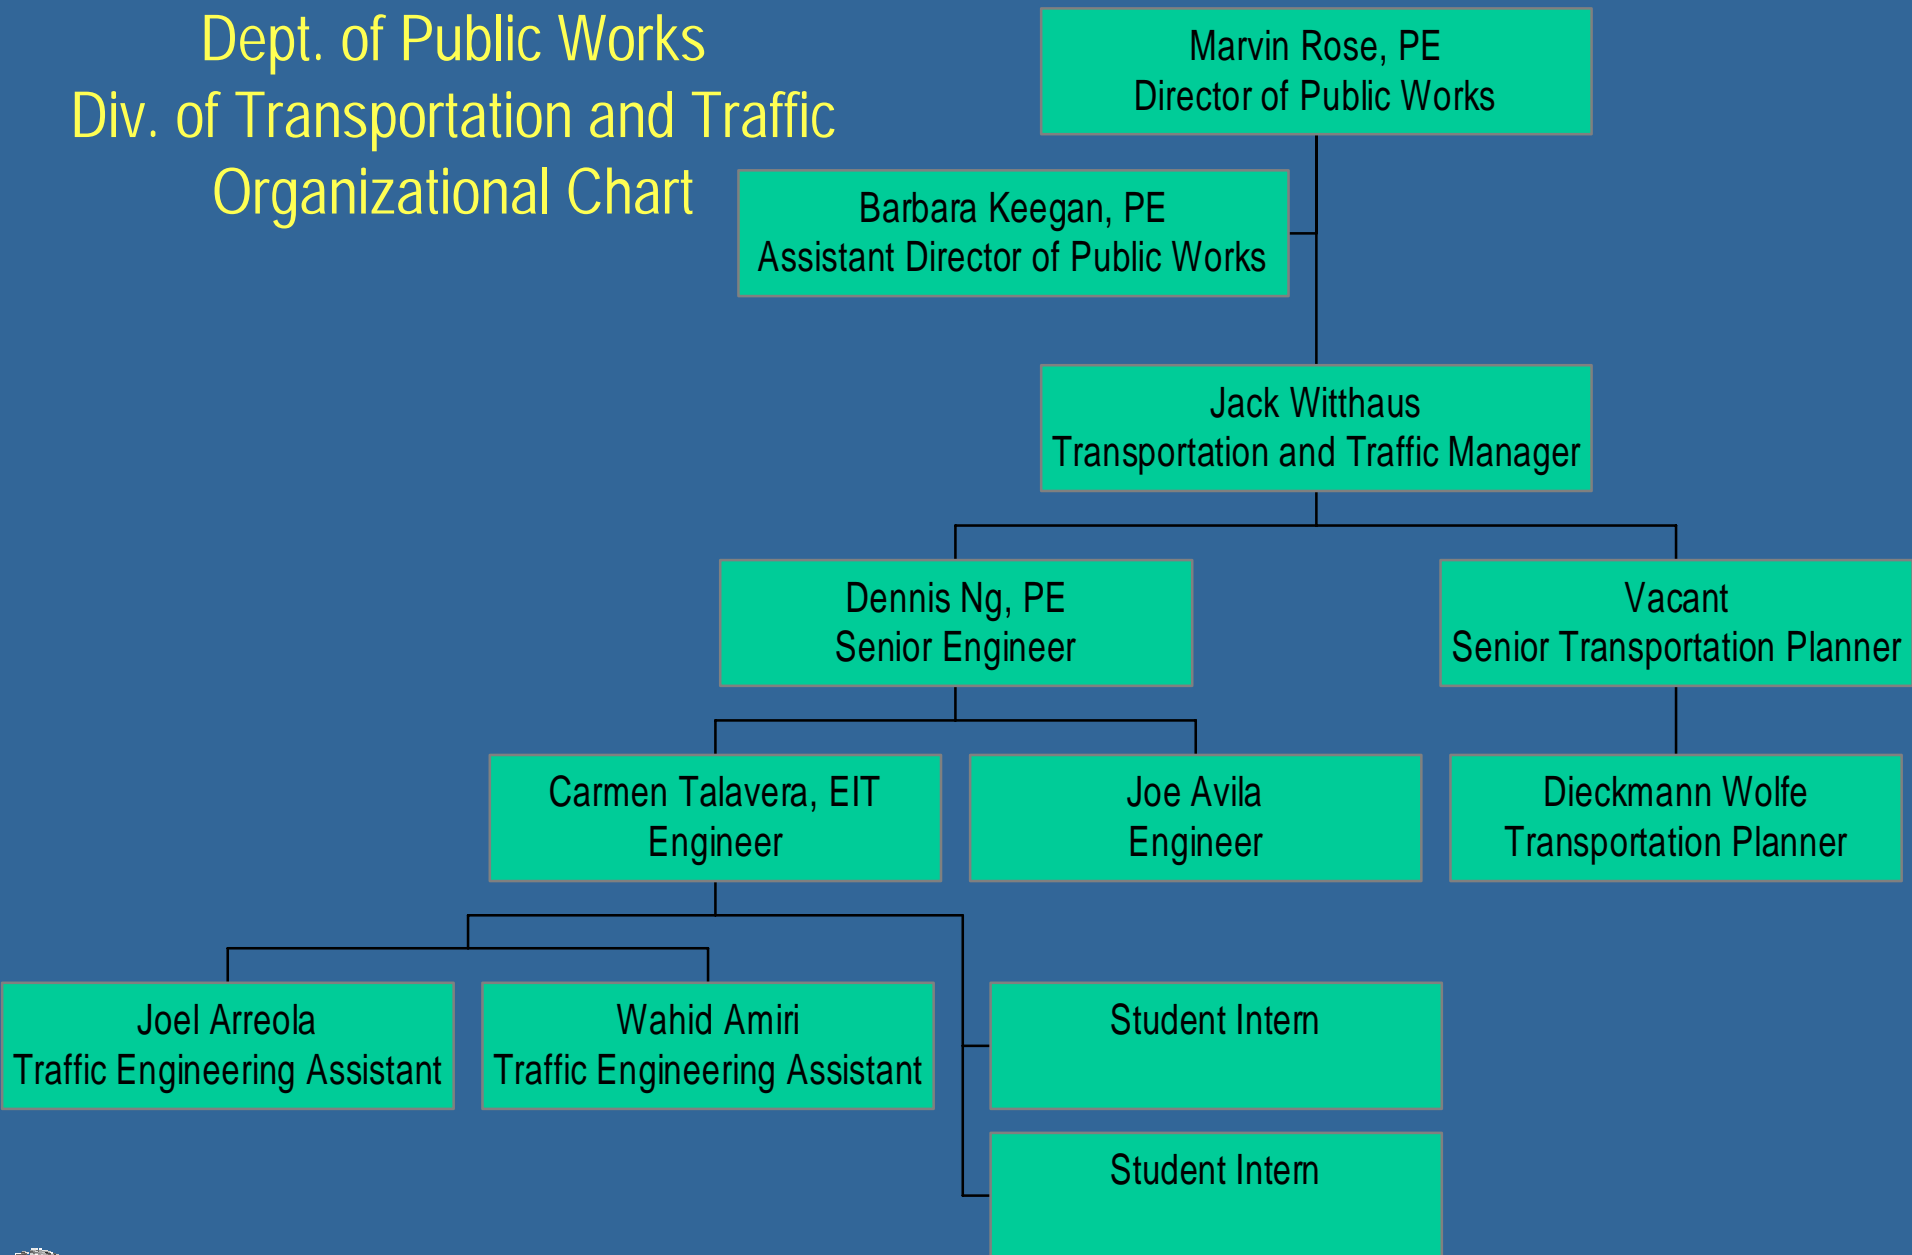 Dept. of Public Works
Div. of Transportation and Traffic
Organizational Chart
Marvin Rose, PE
Director of Public Works
Barbara Keegan, PE
Assistant Director of Public Works
Jack Witthaus
Transportation and Traffic Manager
Dennis Ng, PE
Senior Engineer
Vacant
Senior Transportation Planner
Carmen Talavera, EIT
Engineer
Joe Avila
Engineer
Dieckmann Wolfe
Transportation Planner
Joel Arreola
Traffic Engineering Assistant
Wahid Amiri
Traffic Engineering Assistant
Student Intern
Student Intern